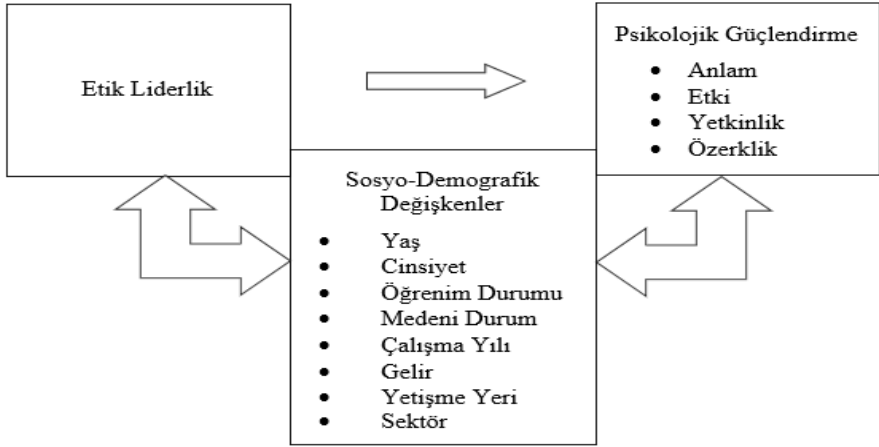 Etik Liderlik
Psikolojik Güçlendirme
• Anlam
• Etki
• Yetkinlik
• Özerklik
Sosyo-Demografik
Değişkenler
• Yaş
• Cinsiyet
• Öğrenim Durumu
• Medeni Durum
• Çalışma Yılı
• Gelir
• Yetişme Yeri
• Sektör